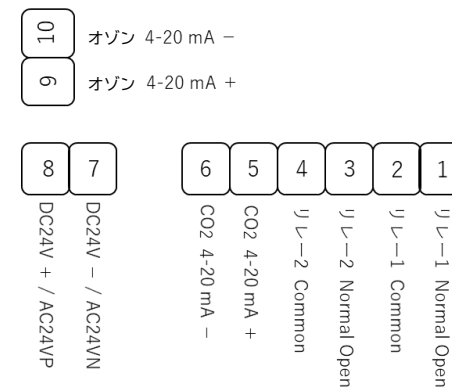 10 オゾン 4-20 mA −
9 オゾン 4-20 mA +
8 7 6 5 4 3 2 1
DC24V + / AC24VP
DC24V − / AC24VN
CO2 4-20 mA −
CO2 4-20 mA +
リレー2 Common
リレー2 Normal Open
リレー1 Common
リレー1 Normal Open